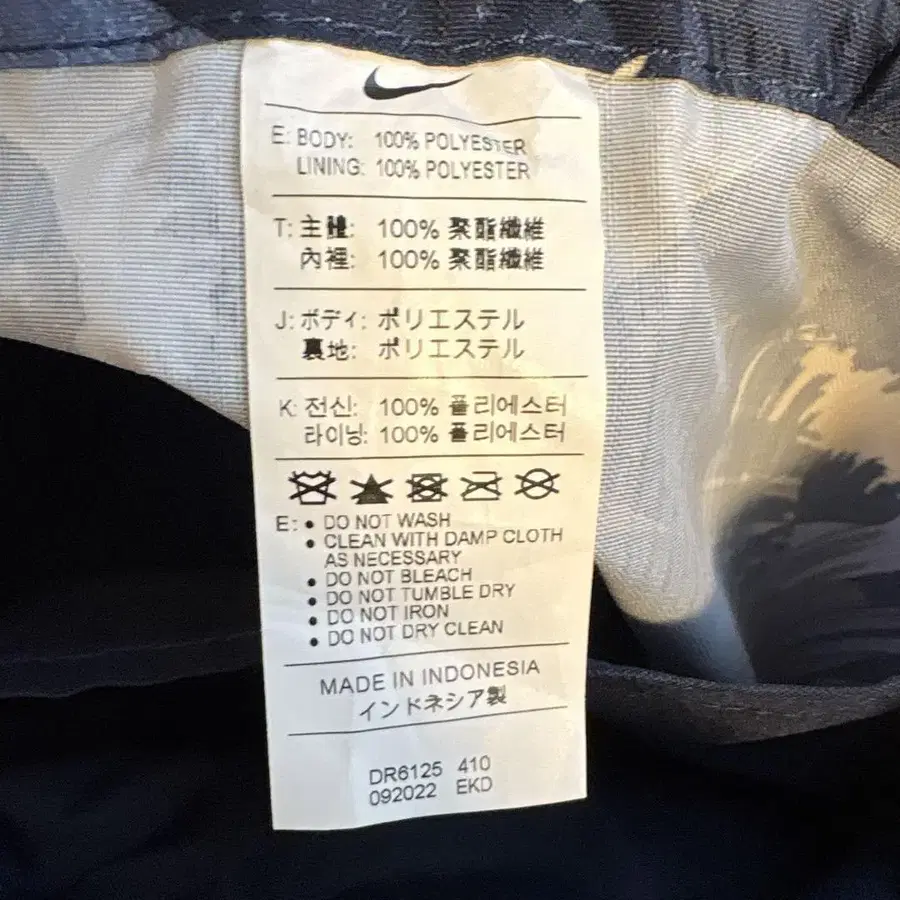 E: BODY: 100% POLYESTER
LINING: 100% POLYESTER
T: 主體: 100% 聚酯纖維
內裡: 100% 聚酯纖維
J: ボディ: ポリエステル
裏地: ポリエステル
K: 전신: 100% 폴리에스터
라이닝: 100% 폴리에스터
E: • DO NOT WASH
• CLEAN WITH DAMP CLOTH
AS NECESSARY
• DO NOT BLEACH
• DO NOT TUMBLE DRY
• DO NOT IRON
• DO NOT DRY CLEAN
MADE IN INDONESIA
インドネシア製
DR6125 410
092022 EKD